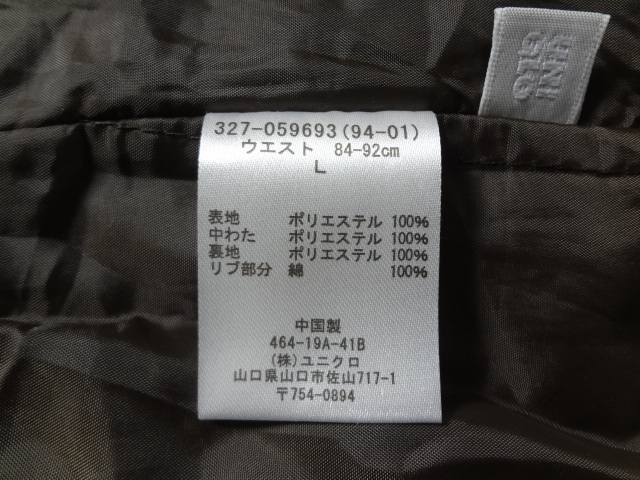 327-059693(94-01)
ウエスト 84-92cm
L
表地 ポリエステル 100%
中わた ポリエステル 100%
裏地 ポリエステル 100%
リブ部分 綿 100%
中国製
464-19A-41B
(株)ユニクロ
山口県山口市佐山717-1
〒754-0894